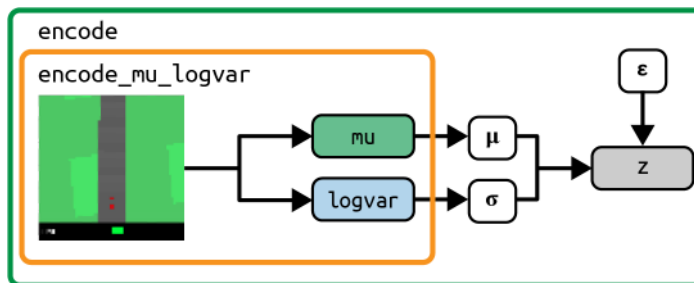 encode
encode_mu_logvar
ε
mu
μ
z
logvar
σ